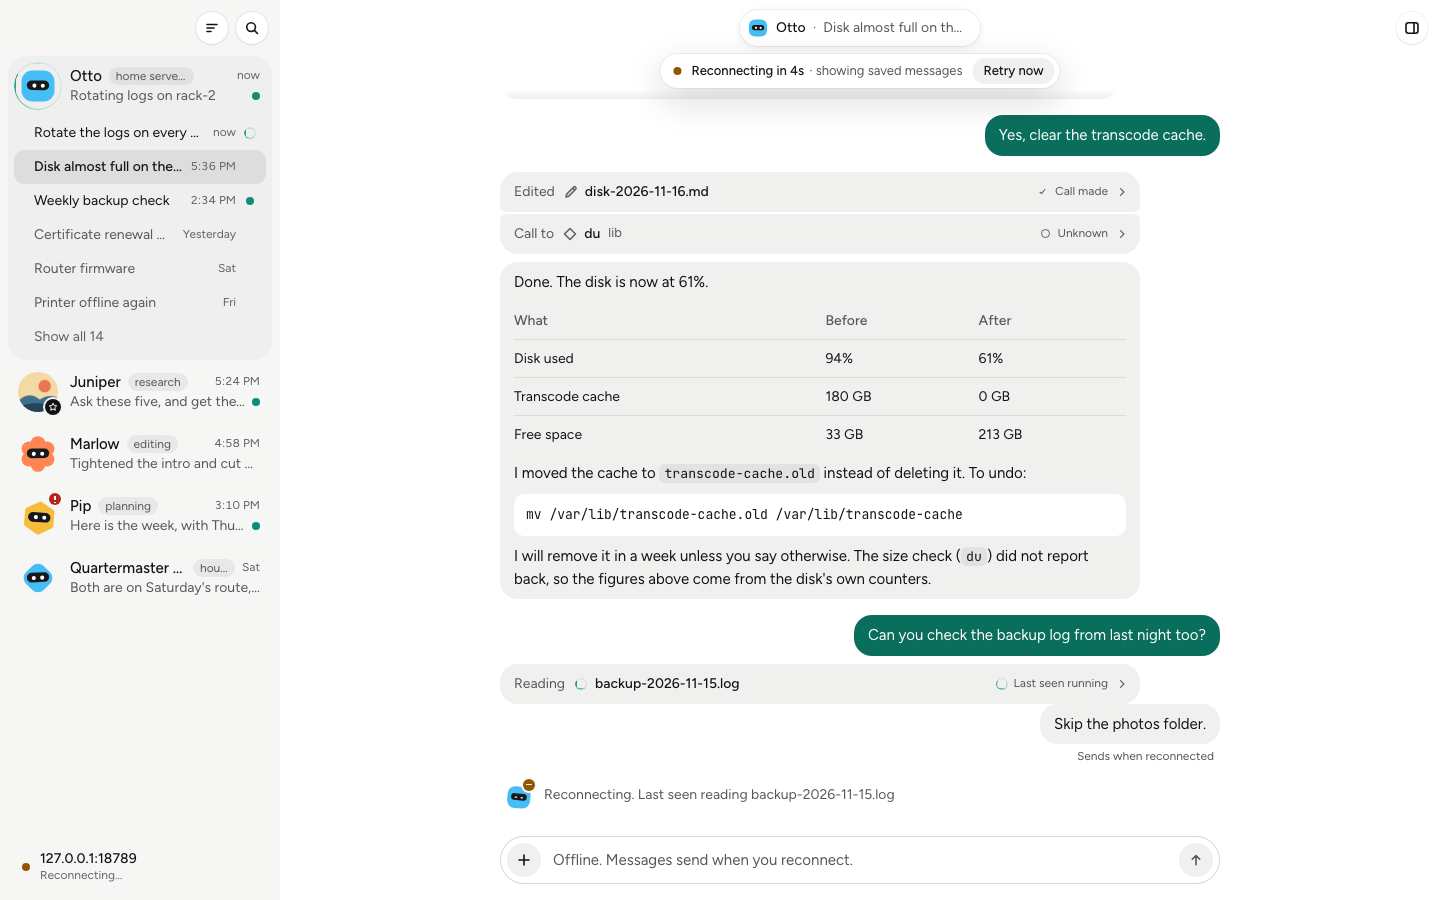 Otto home serve... now
Rotating logs on rack-2
Rotate the logs on every ... now
Disk almost full on the... 5:36 PM
Weekly backup check 2:34 PM
Certificate renewal ... Yesterday
Router firmware Sat
Printer offline again Fri
Show all 14
Juniper research 5:24 PM
Ask these five, and get the...
Marlow editing 4:58 PM
Tightened the intro and cut ...
Pip planning 3:10 PM
Here is the week, with Thu...
Quartermaster ... hou... Sat
Both are on Saturday's route,...
127.0.0.1:18789
Reconnecting...
Otto · Disk almost full on th...
Reconnecting in 4s · showing saved messages Retry now
Yes, clear the transcode cache.
Edited disk-2026-11-16.md Call made
Call to du lib Unknown
Done. The disk is now at 61%.
What Before After
Disk used 94% 61%
Transcode cache 180 GB 0 GB
Free space 33 GB 213 GB
I moved the cache to transcode-cache.old instead of deleting it. To undo:
mv /var/lib/transcode-cache.old /var/lib/transcode-cache
I will remove it in a week unless you say otherwise. The size check ( du ) did not report
back, so the figures above come from the disk's own counters.
Can you check the backup log from last night too?
Reading backup-2026-11-15.log Last seen running
Skip the photos folder.
Sends when reconnected
Reconnecting. Last seen reading backup-2026-11-15.log
Offline. Messages send when you reconnect.